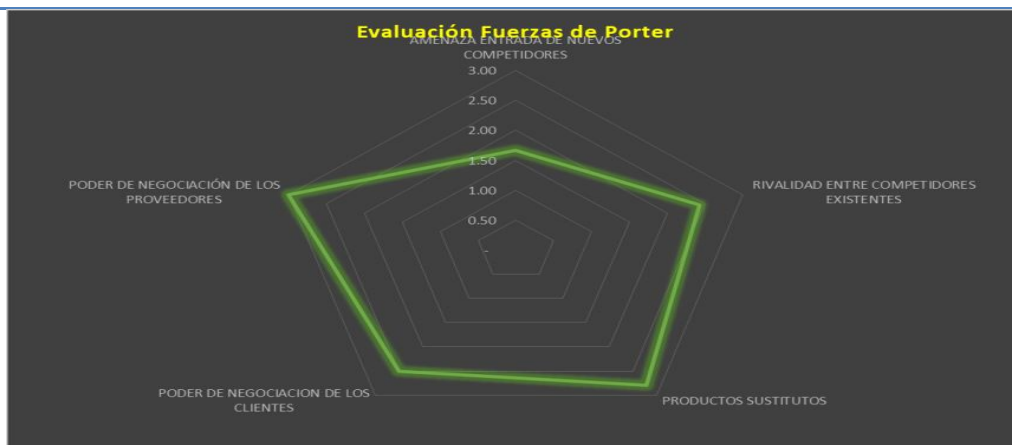 Evaluación Fuerzas de Porter
AMENAZA ENTRADA DE NUEVOS
COMPETIDORES
3.00
2.50
2.00
1.50
1.00
0.50
-
PODER DE NEGOCIACIÓN DE LOS
PROVEEDORES
RIVALIDAD ENTRE COMPETIDORES
EXISTENTES
PODER DE NEGOCIACION DE LOS
CLIENTES
PRODUCTOS SUSTITUTOS